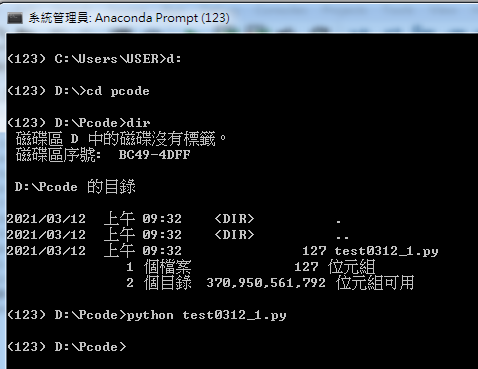 系統管理員: Anaconda Prompt (123)
(123) C:\Users\USER>d:
(123) D:\>cd pcode
(123) D:\Pcode>dir
磁碟區 D 中的磁碟沒有標籤。
磁碟區序號:  BC49-4DFF
D:\Pcode 的目錄
2021/03/12  上午 09:32    <DIR>          .
2021/03/12  上午 09:32    <DIR>          ..
2021/03/12  上午 09:32               127 test0312_1.py
1 個檔案             127 位元組
2 個目錄  370,950,561,792 位元組可用
(123) D:\Pcode>python test0312_1.py
(123) D:\Pcode>